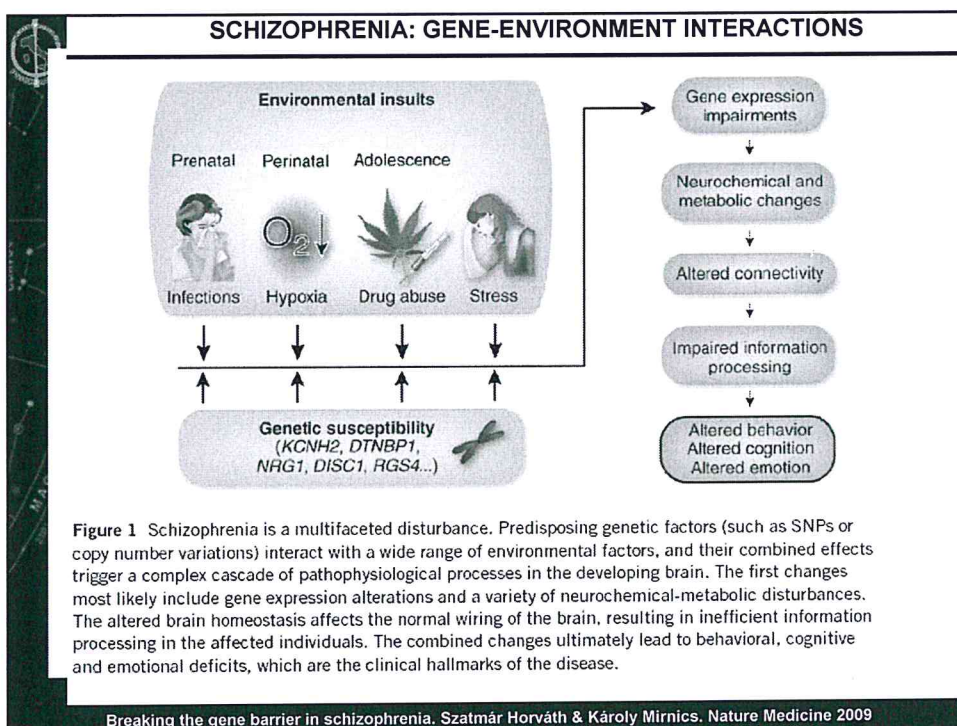 SCHIZOPHRENIA: GENE-ENVIRONMENT INTERACTIONS
Environmental insults
Prenatal Perinatal Adolescence
O2
Infections Hypoxia Drug abuse Stress
Genetic susceptibility
(KCNH2, DTNBP1,
NRG1, DISC1, RGS4...)
Gene expression
impairments
Neurochemical and
metabolic changes
Altered connectivity
Impaired information
processing
Altered behavior
Altered cognition
Altered emotion
Figure 1 Schizophrenia is a multifaceted disturbance. Predisposing genetic factors (such as SNPs or
copy number variations) interact with a wide range of environmental factors, and their combined effects
trigger a complex cascade of pathophysiological processes in the developing brain. The first changes
most likely include gene expression alterations and a variety of neurochemical-metabolic disturbances.
The altered brain homeostasis affects the normal wiring of the brain, resulting in inefficient information
processing in the affected individuals. The combined changes ultimately lead to behavioral, cognitive
and emotional deficits, which are the clinical hallmarks of the disease.
Breaking the gene barrier in schizophrenia. Szatmár Horváth & Károly Mirnics. Nature Medicine 2009